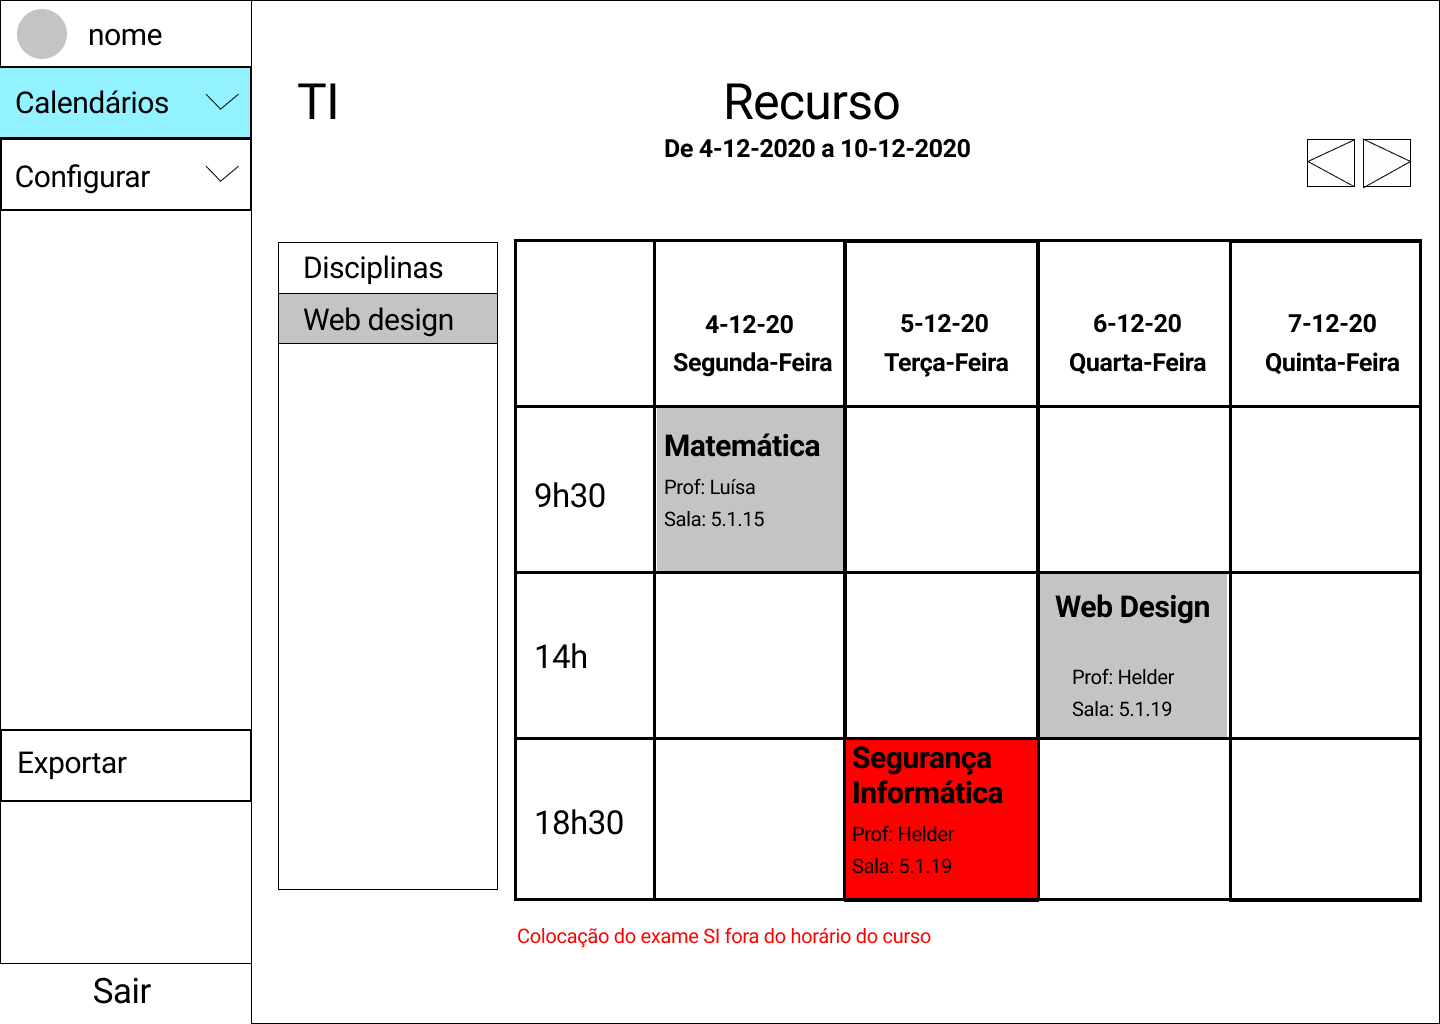 nome
Calendários
Configurar
Exportar
Sair
TI
Recurso
De 4-12-2020 a 10-12-2020
Disciplinas
Web design
4-12-20
Segunda-Feira
5-12-20
Terça-Feira
6-12-20
Quarta-Feira
7-12-20
Quinta-Feira
9h30
Matemática
Prof: Luísa
Sala: 5.1.15
14h
Web Design
Prof: Helder
Sala: 5.1.19
18h30
Segurança
Informática
Prof: Helder
Sala: 5.1.19
Colocação do exame SI fora do horário do curso